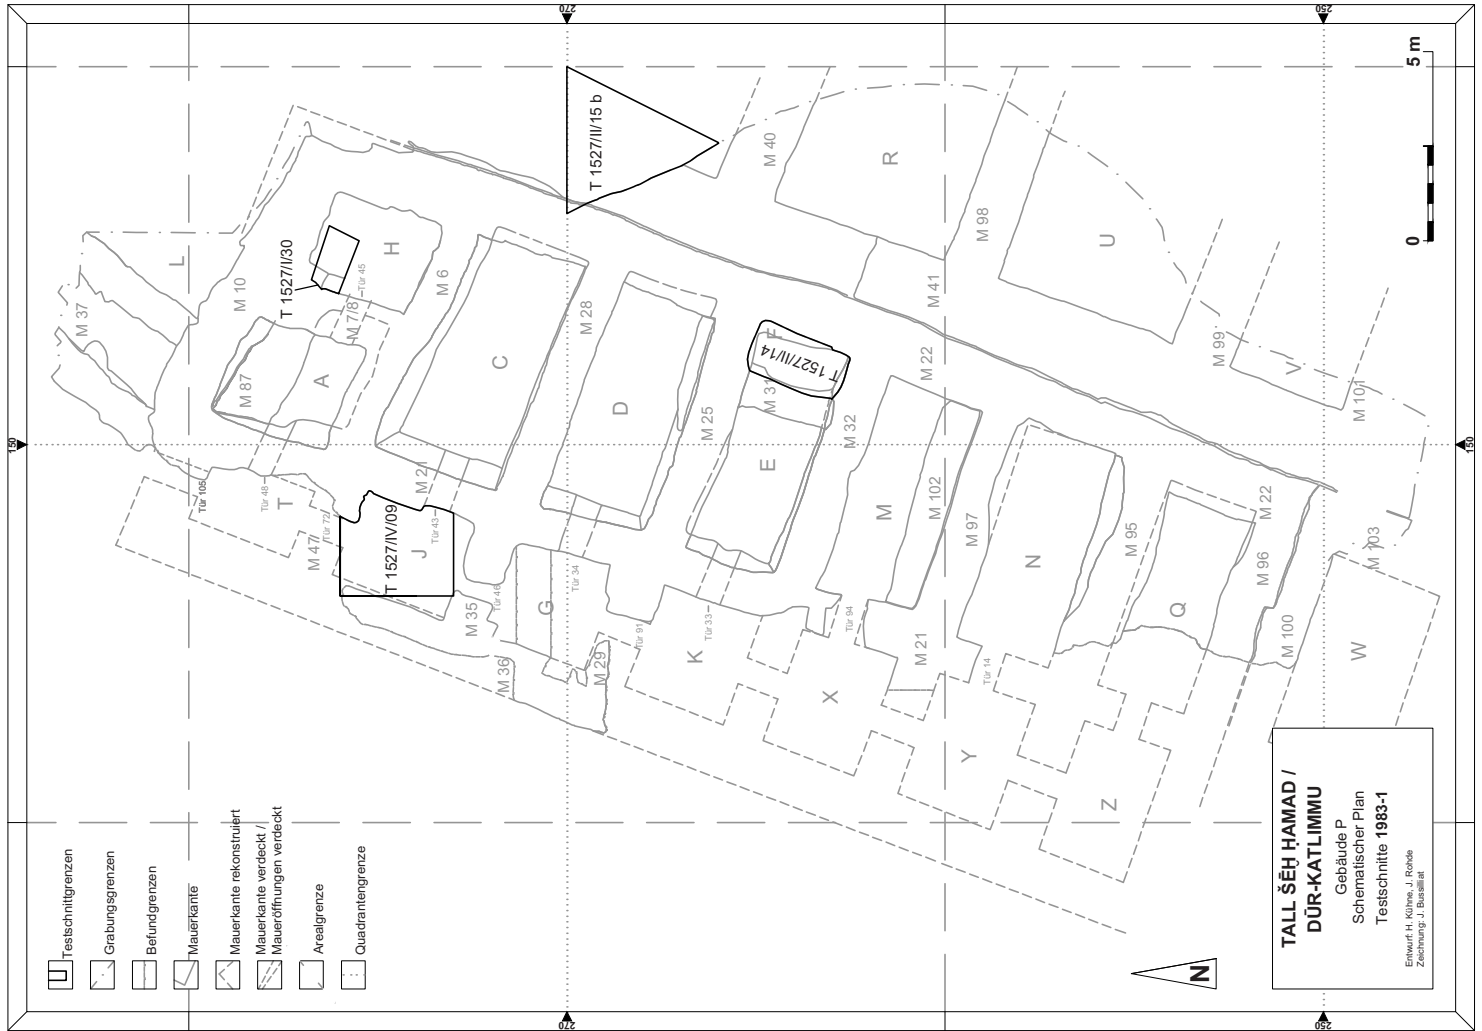 270
250
150
150
270
250
0
5 m
L
M 37
M 10
T 1527/I/30
H
Tür 45
M 7/8
M 6
M 87
A
C
M 28
T 1527/II/15 b
M 40
R
M 98
U
M 41
M 99
V
M 101
D
M 25
F
T 1527/II/14
M 31
M 32
M 22
E
M
M 102
M 97
N
M 95
M 22
Q
M 96
M 103
M 100
W
Tür 105
Tür 48
T
Tür 72
M 47
M 21
Tür 43
J
T 1527/IV/09
M 35
Tür 46
G
Tür 34
M 36
M 29
Tür 91
K
Tür 33
Tür 94
M 21
Tür 14
X
Y
Z
Testschnittgrenzen
Grabungsgrenzen
Befundgrenzen
Mauerkante
Mauerkante rekonstruiert
Mauerkante verdeckt /
Maueröffnungen verdeckt
Arealgrenze
Quadrantengrenze
N
TALL ŠĒḪ ḤAMAD /
DŪR-KATLIMMU
Gebäude P
Schematischer Plan
Testschnitte 1983-1
Entwurf: H. Kühne, J. Rohde
Zeichnung: J. Bussiliat